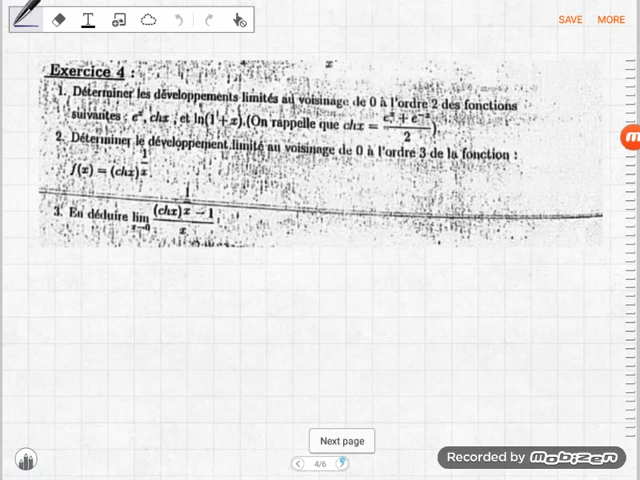 SAVE MORE
Exercice 4 :
1. Déterminer les développements limités au voisinage de 0 à l'ordre 2 des fonctions
suivantes : eˣ, chx, et ln(1+x).(On rappelle que chx = (eˣ + e⁻ˣ)/2)
2. Déterminer le développement limité au voisinage de 0 à l'ordre 3 de la fonction :
f(x) = (chx)^(1/x)
3. En déduire lim x→0 ((chx)^(1/x) − 1)/x
Next page
4/6
Recorded by MOBIZEN